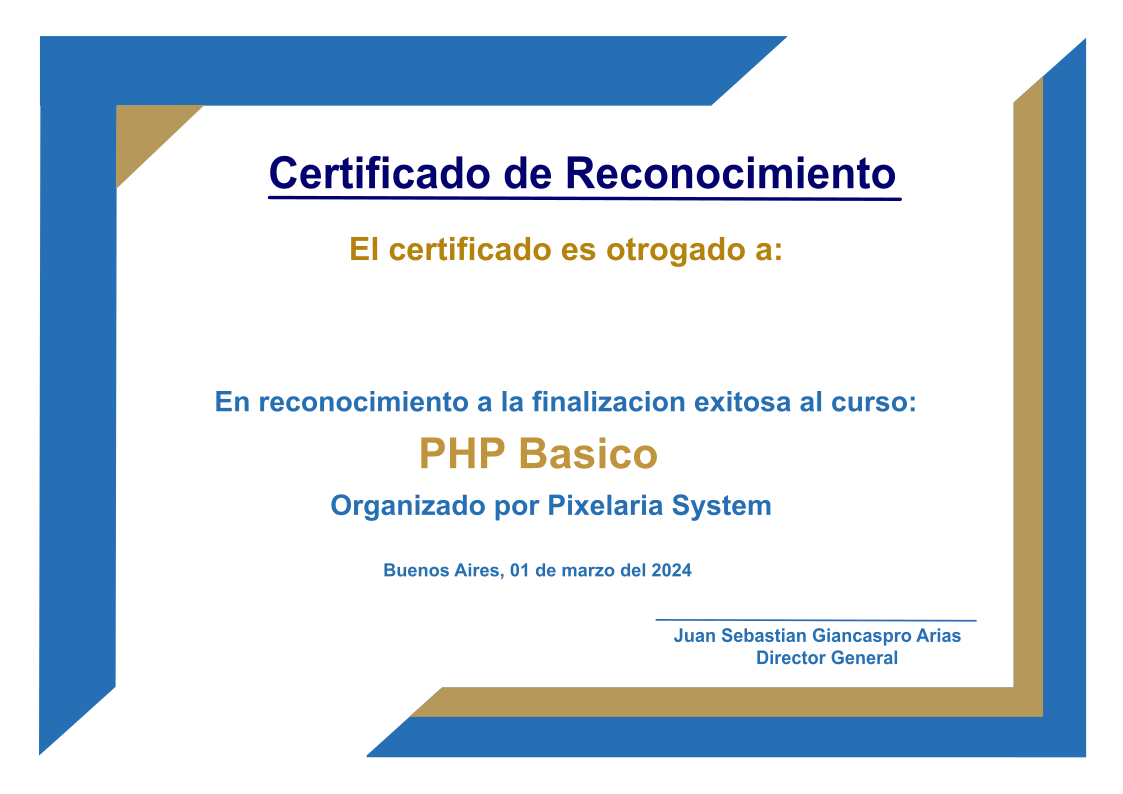 Certificado de Reconocimiento
El certificado es otrogado a:
En reconocimiento a la finalizacion exitosa al curso:
PHP Basico
Organizado por Pixelaria System
Buenos Aires, 01 de marzo del 2024
Juan Sebastian Giancaspro Arias
Director General